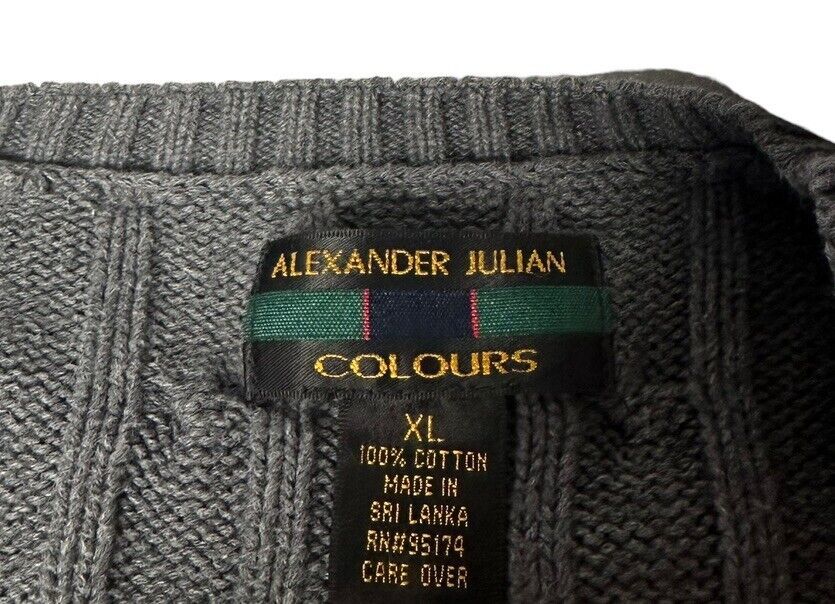 ALEXANDER JULIAN
COLOURS
XL
100% COTTON
MADE IN
SRI LANKA
RN#95174
CARE OVER